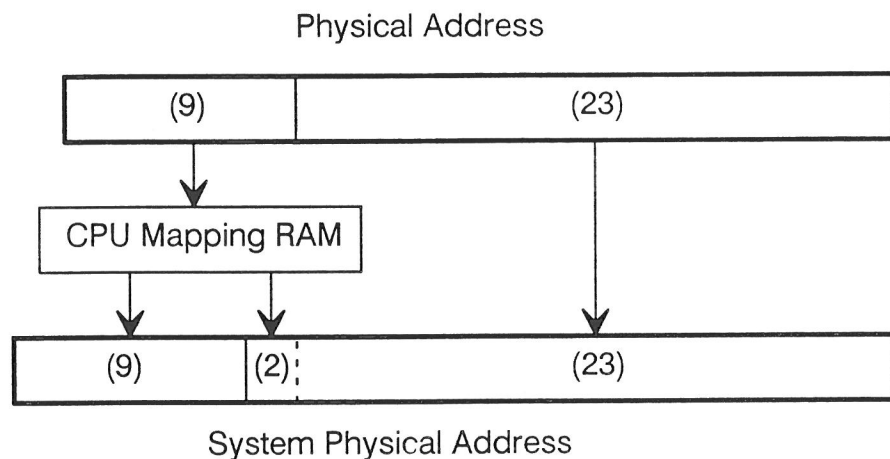 Physical Address
(9) (23)
CPU Mapping RAM
(9) (2) (23)
System Physical Address